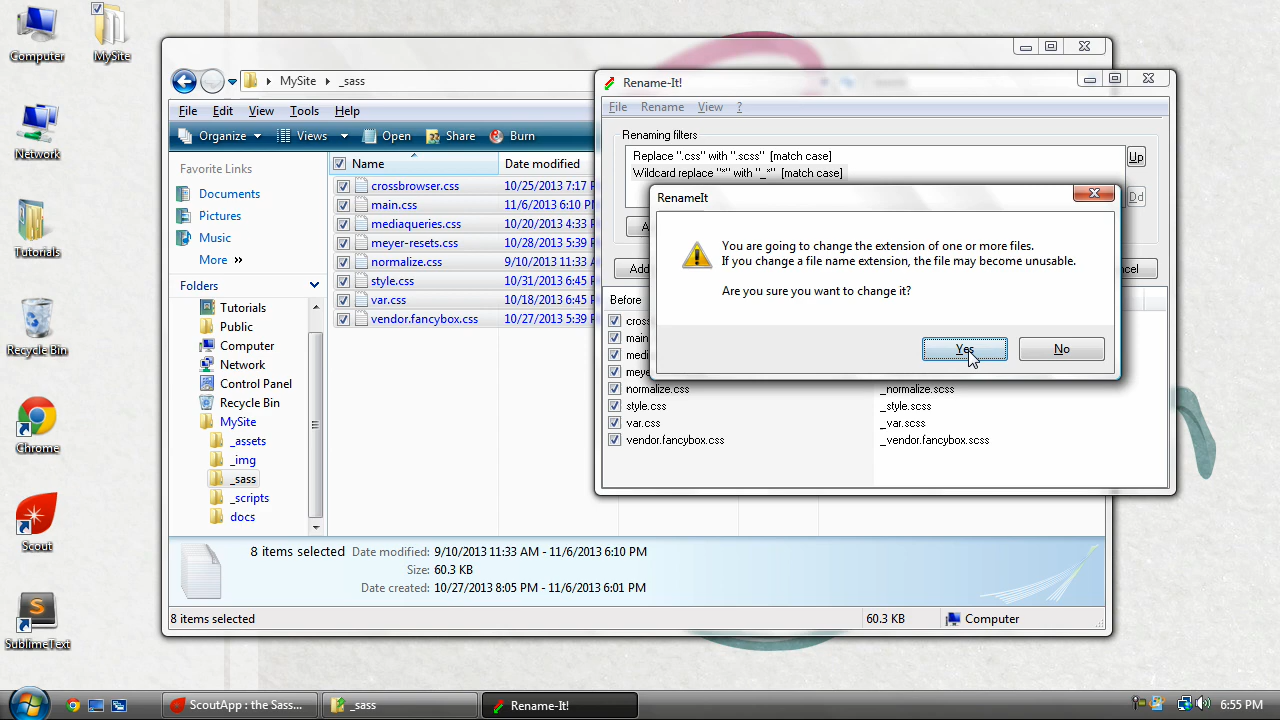 Computer
MySite
Network
Tutorials
Recycle Bin
Chrome
Scout
SublimeText
MySite
_sass
File Edit View Tools Help
Organize Views Open Share Burn
Favorite Links
Documents
Pictures
Music
More »
Folders
Tutorials
Public
Computer
Network
Control Panel
Recycle Bin
MySite
_assets
_img
_sass
_scripts
docs
Name Date modified
crossbrowser.css 10/25/2013 7:17 P
main.css 11/6/2013 6:10 P
mediaqueries.css 10/20/2013 4:33
meyer-resets.css 10/28/2013 5:39
normalize.css 9/10/2013 11:33
style.css 10/31/2013 6:45
var.css 10/18/2013 6:45
vendor.fancybox.css 10/27/2013 5:39
8 items selected Date modified: 9/10/2013 11:33 AM - 11/6/2013 6:10 PM
Size: 60.3 KB
Date created: 10/27/2013 8:05 PM - 11/6/2013 6:01 PM
8 items selected 60.3 KB Computer
Rename-It!
File Rename View ?
Renaming filters
Replace ".css" with ".scss" [match case]
Wildcard replace "*" with "_*" [match case]
Up
Dd
Add
ncel
Before
cros
main
med
mey
normalize.css _normalize.scss
style.css _style.scss
var.css _var.scss
vendor.fancybox.css _vendor.fancybox.scss
RenameIt
You are going to change the extension of one or more files.
If you change a file name extension, the file may become unusable.
Are you sure you want to change it?
Yes No
ScoutApp : the Sass...
_sass
Rename-It!
6:55 PM